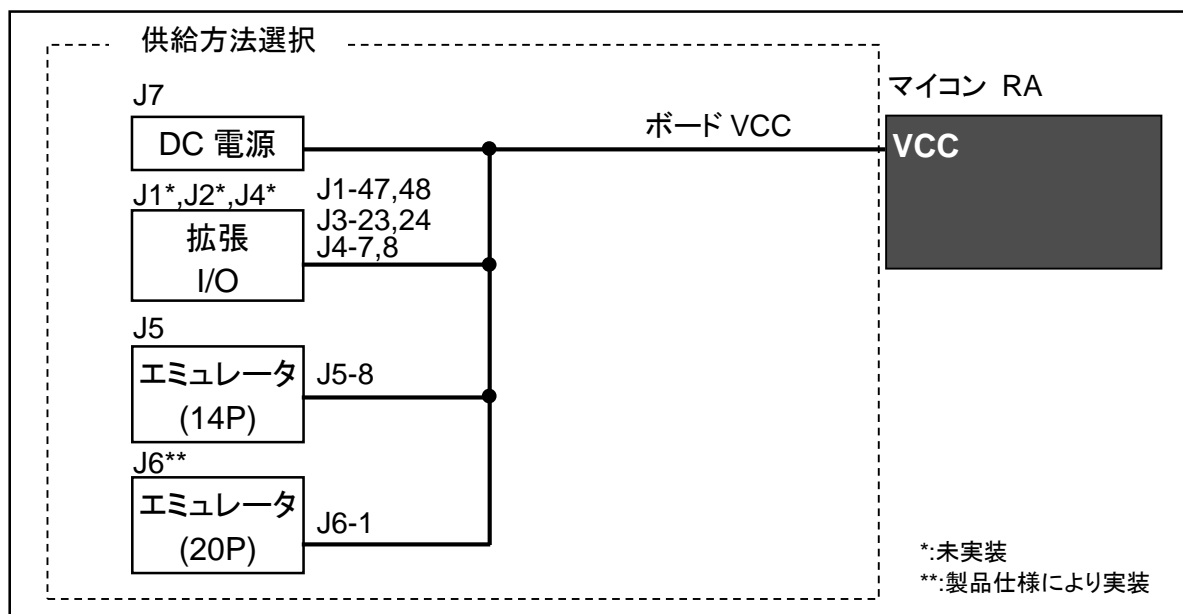 供給方法選択
J7
DC 電源
J1*,J2*,J4*
拡張
I/O
J1-47,48
J3-23,24
J4-7,8
J5
エミュレータ
(14P)
J5-8
J6**
エミュレータ
(20P)
J6-1
ボード VCC
マイコン RA
VCC
*:未実装
**:製品仕様により実装